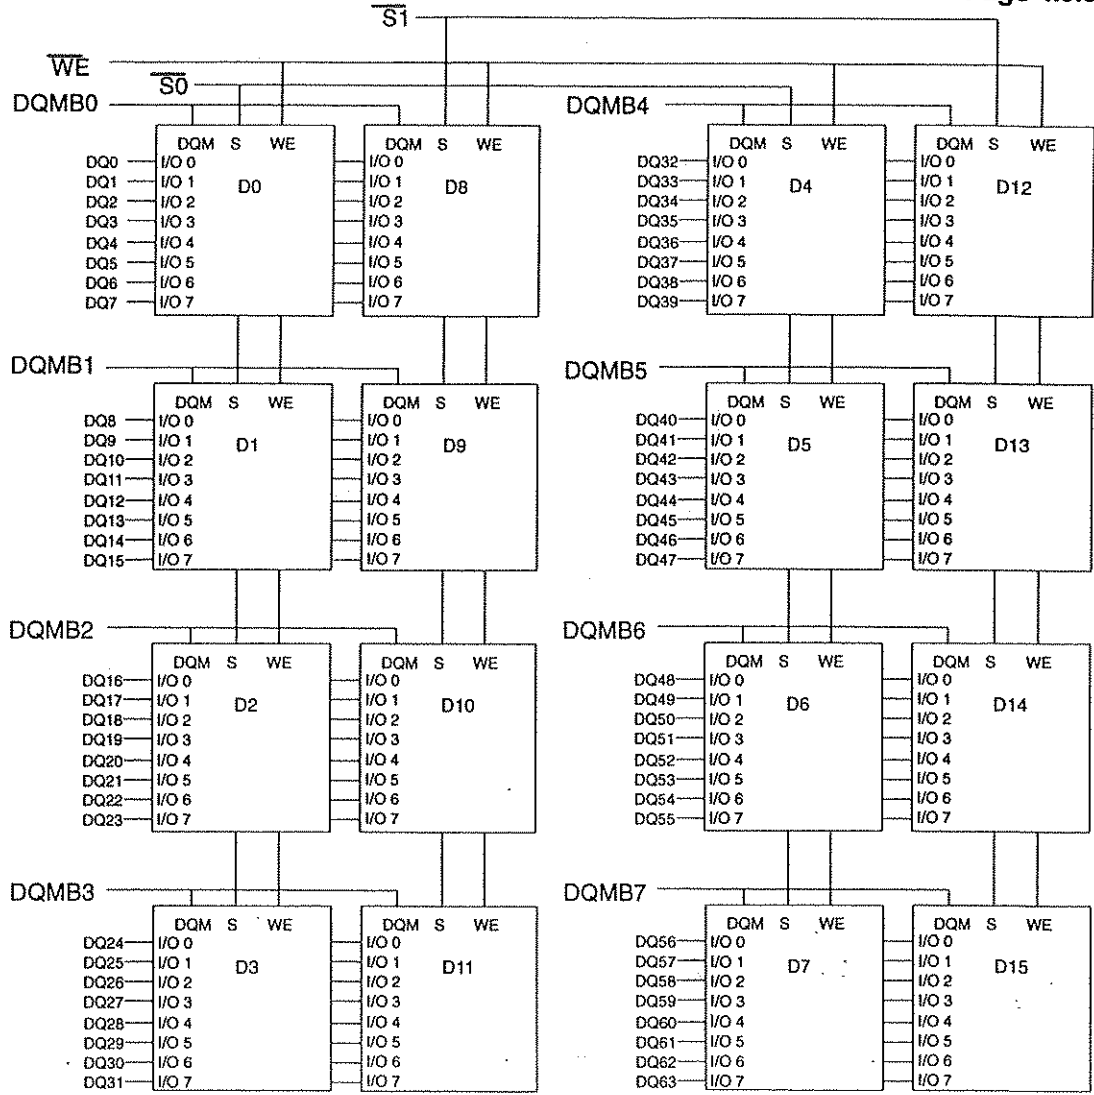 S1
WE
S0
DQMB0
DQMB4
DQM S WE
DQM S WE
DQM S WE
DQM S WE
DQ0 I/O 0 I/O 0 DQ32 I/O 0 I/O 0
DQ1 I/O 1 I/O 1 DQ33 I/O 1 I/O 1
D0 D8 D4 D12
DQ2 I/O 2 I/O 2 DQ34 I/O 2 I/O 2
DQ3 I/O 3 I/O 3 DQ35 I/O 3 I/O 3
DQ4 I/O 4 I/O 4 DQ36 I/O 4 I/O 4
DQ5 I/O 5 I/O 5 DQ37 I/O 5 I/O 5
DQ6 I/O 6 I/O 6 DQ38 I/O 6 I/O 6
DQ7 I/O 7 I/O 7 DQ39 I/O 7 I/O 7
DQMB1
DQMB5
DQM S WE
DQM S WE
DQM S WE
DQM S WE
DQ8 I/O 0 I/O 0 DQ40 I/O 0 I/O 0
DQ9 I/O 1 I/O 1 DQ41 I/O 1 I/O 1
D1 D9 D5 D13
DQ10 I/O 2 I/O 2 DQ42 I/O 2 I/O 2
DQ11 I/O 3 I/O 3 DQ43 I/O 3 I/O 3
DQ12 I/O 4 I/O 4 DQ44 I/O 4 I/O 4
DQ13 I/O 5 I/O 5 DQ45 I/O 5 I/O 5
DQ14 I/O 6 I/O 6 DQ46 I/O 6 I/O 6
DQ15 I/O 7 I/O 7 DQ47 I/O 7 I/O 7
DQMB2
DQMB6
DQM S WE
DQM S WE
DQM S WE
DQM S WE
DQ16 I/O 0 I/O 0 DQ48 I/O 0 I/O 0
DQ17 I/O 1 I/O 1 DQ49 I/O 1 I/O 1
D2 D10 D6 D14
DQ18 I/O 2 I/O 2 DQ50 I/O 2 I/O 2
DQ19 I/O 3 I/O 3 DQ51 I/O 3 I/O 3
DQ20 I/O 4 I/O 4 DQ52 I/O 4 I/O 4
DQ21 I/O 5 I/O 5 DQ53 I/O 5 I/O 5
DQ22 I/O 6 I/O 6 DQ54 I/O 6 I/O 6
DQ23 I/O 7 I/O 7 DQ55 I/O 7 I/O 7
DQMB3
DQMB7
DQM S WE
DQM S WE
DQM S WE
DQM S WE
DQ24 I/O 0 I/O 0 DQ56 I/O 0 I/O 0
DQ25 I/O 1 I/O 1 DQ57 I/O 1 I/O 1
D3 D11 D7 D15
DQ26 I/O 2 I/O 2 DQ58 I/O 2 I/O 2
DQ27 I/O 3 I/O 3 DQ59 I/O 3 I/O 3
DQ28 I/O 4 I/O 4 DQ60 I/O 4 I/O 4
DQ29 I/O 5 I/O 5 DQ61 I/O 5 I/O 5
DQ30 I/O 6 I/O 6 DQ62 I/O 6 I/O 6
DQ31 I/O 7 I/O 7 DQ63 I/O 7 I/O 7